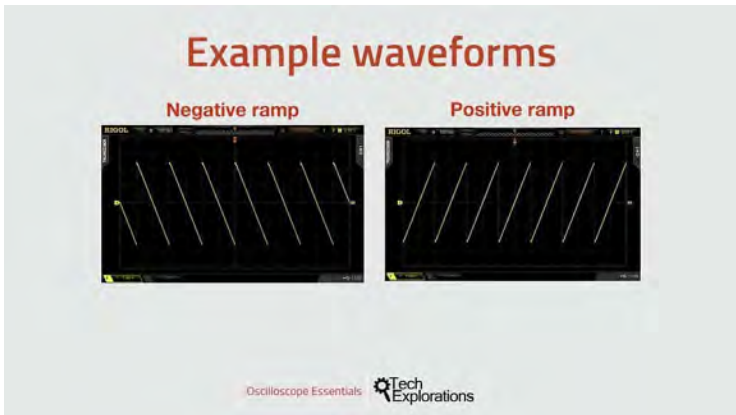 Example waveforms
Negative ramp
Positive ramp
RIGOL
RIGOL
Oscilloscope Essentials
Tech
Explorations